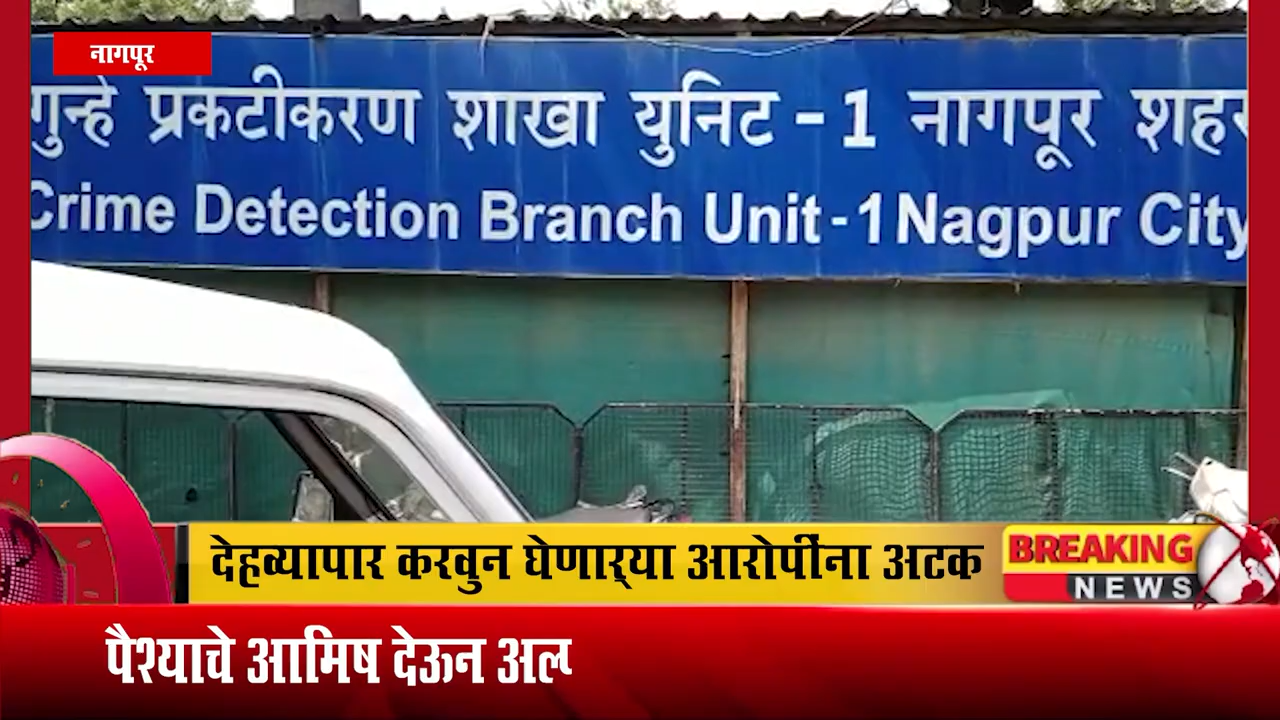 नागपूर
गुन्हे प्रकटीकरण शाखा युनिट - 1 नागपूर शहर
Crime Detection Branch Unit - 1 Nagpur City
देहव्यापार करवुन घेणाऱ्या आरोपींना अटक
BREAKING
NEWS
पैश्याचे आमिष देऊन अल्प